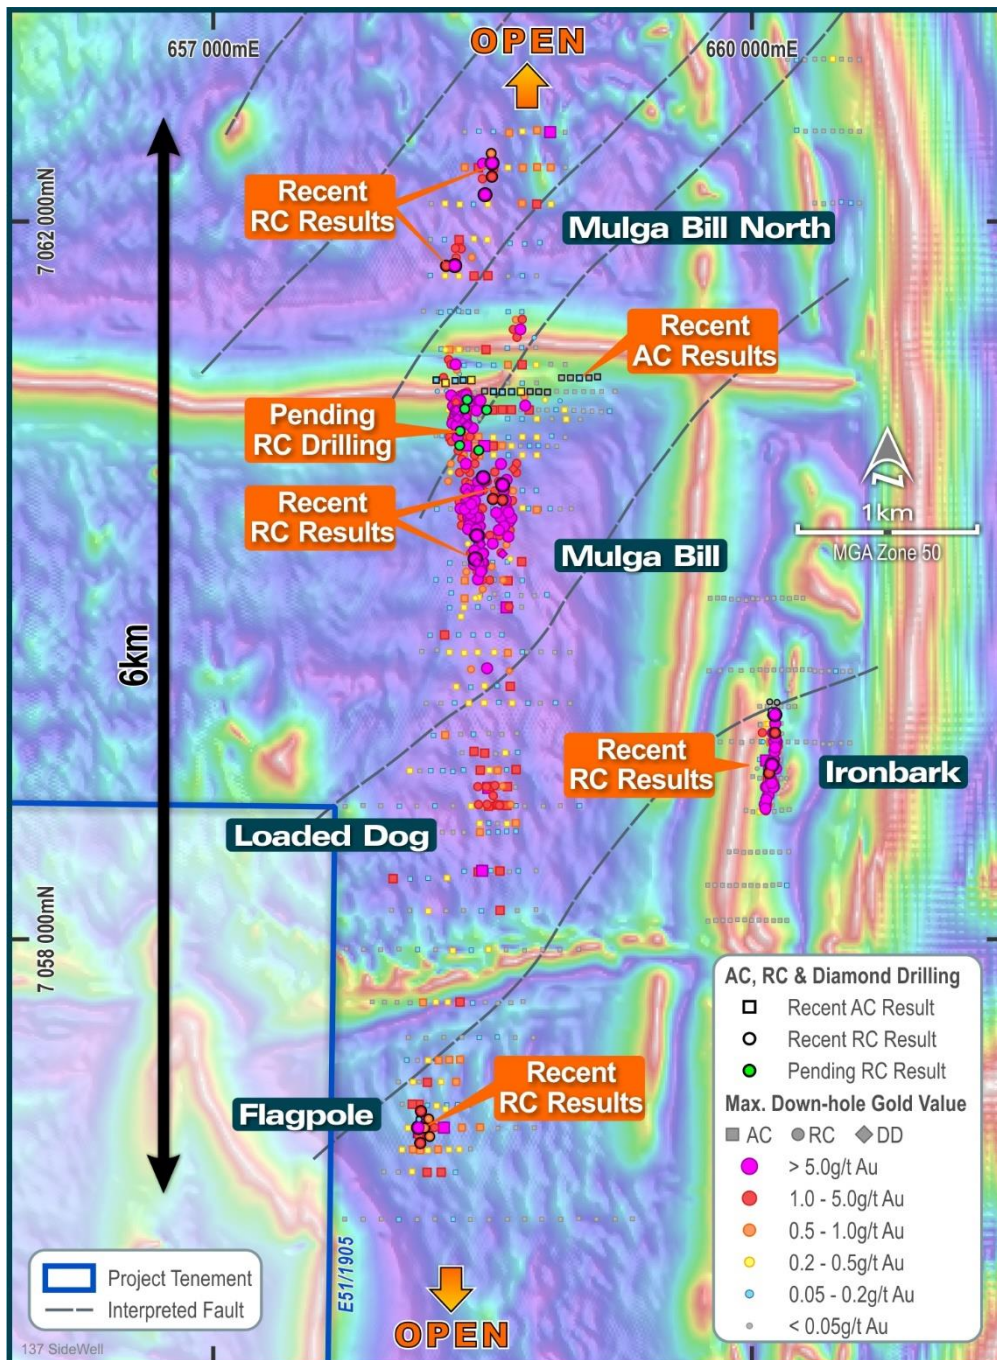 657 000mE
OPEN
660 000mE
Recent
RC Results
7 062 000mN
Mulga Bill North
Recent
AC Results
Pending
RC Drilling
N
1km
MGA Zone 50
Recent
RC Results
Mulga Bill
6km
Recent
RC Results
Ironbark
Loaded Dog
7 058 000mN
Recent
RC Results
Flagpole
E51/1905
OPEN
AC, RC & Diamond Drilling
Recent AC Result
Recent RC Result
Pending RC Result
Max. Down-hole Gold Value
AC RC DD
> 5.0g/t Au
1.0 - 5.0g/t Au
0.5 - 1.0g/t Au
0.2 - 0.5g/t Au
0.05 - 0.2g/t Au
< 0.05g/t Au
Project Tenement
Interpreted Fault
137 SideWell